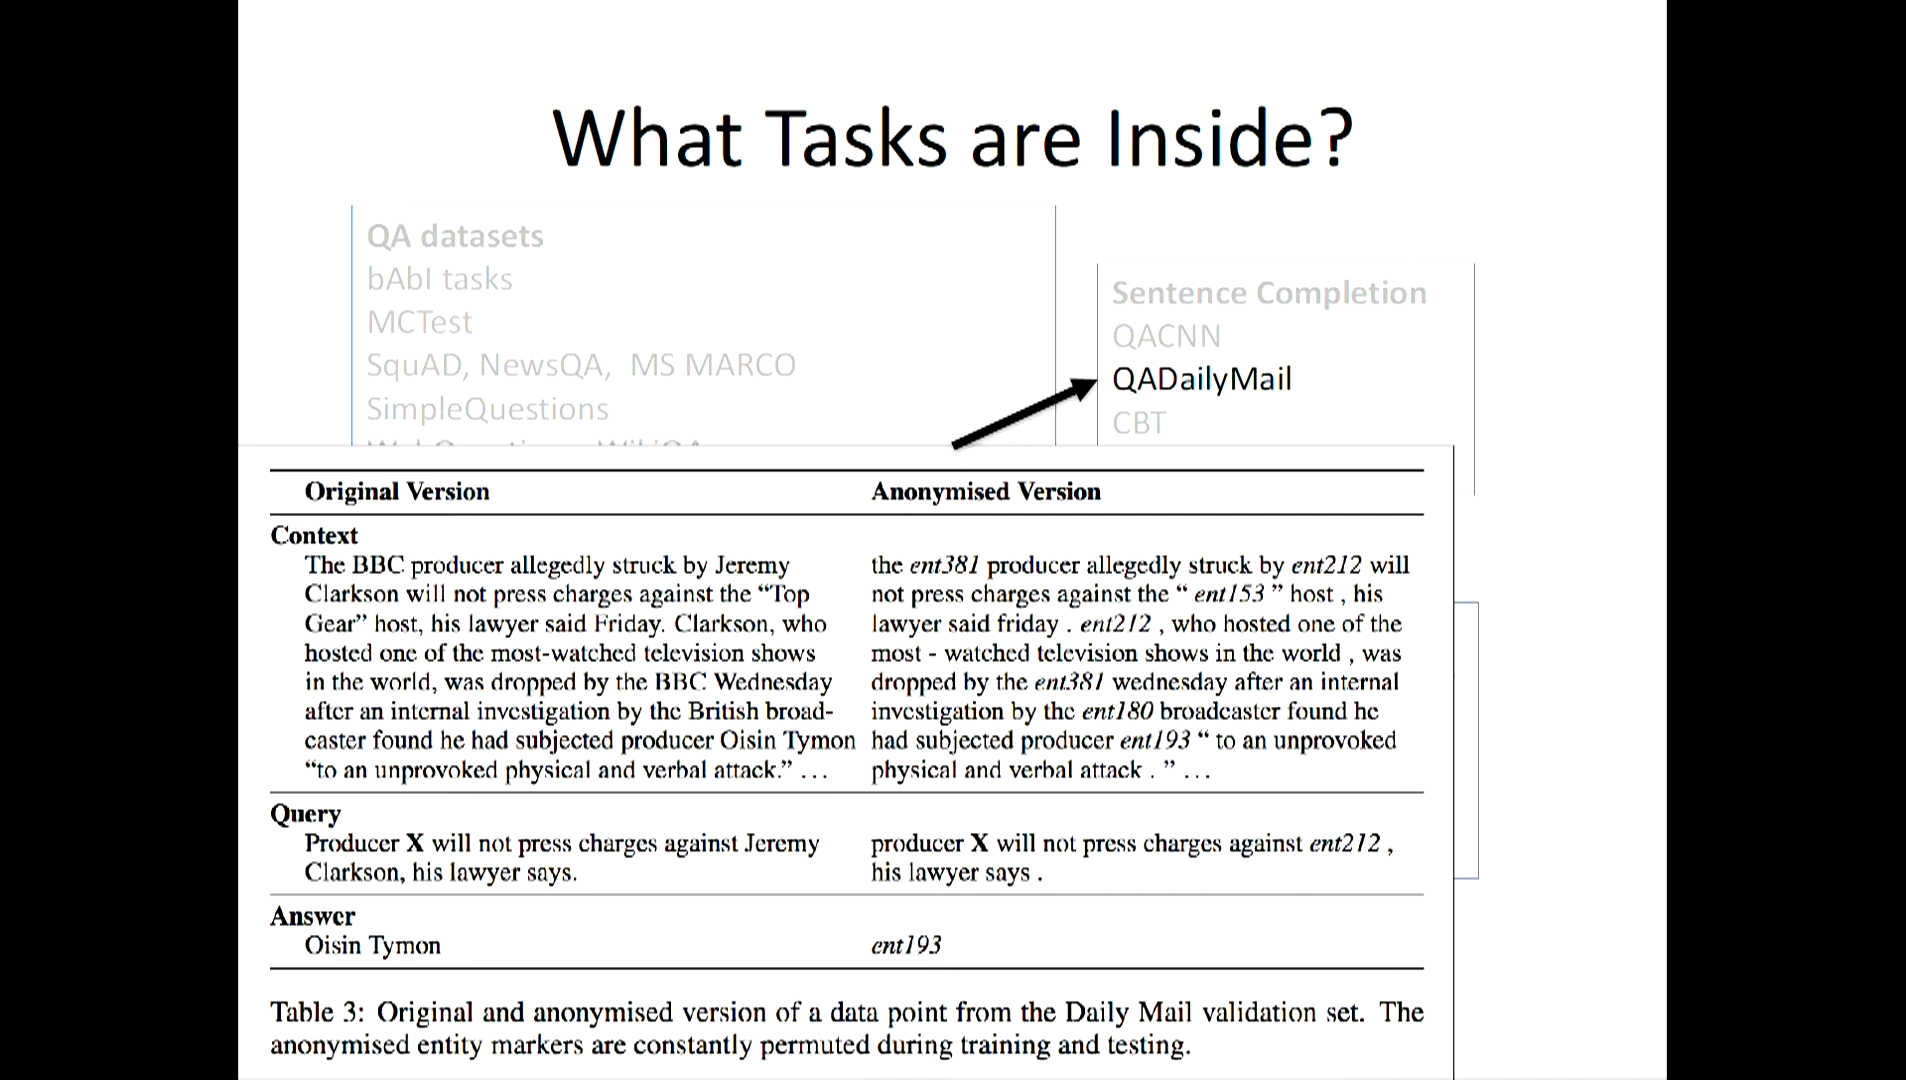 What Tasks are Inside?
QA datasets
bAbI tasks
MCTest
SquAD, NewsQA, MS MARCO
SimpleQuestions
Sentence Completion
QACNN
QADailyMail
CBT
Original Version
Anonymised Version
Context
The BBC producer allegedly struck by Jeremy
Clarkson will not press charges against the “Top
Gear” host, his lawyer said Friday. Clarkson, who
hosted one of the most-watched television shows
in the world, was dropped by the BBC Wednesday
after an internal investigation by the British broad-
caster found he had subjected producer Oisin Tymon
“to an unprovoked physical and verbal attack.” ...
the ent381 producer allegedly struck by ent212 will
not press charges against the “ ent153 ” host , his
lawyer said friday . ent212 , who hosted one of the
most - watched television shows in the world , was
dropped by the ent381 wednesday after an internal
investigation by the ent180 broadcaster found he
had subjected producer ent193 “ to an unprovoked
physical and verbal attack . ” ...
Query
Producer X will not press charges against Jeremy
Clarkson, his lawyer says.
producer X will not press charges against ent212 ,
his lawyer says .
Answer
Oisin Tymon
ent193
Table 3: Original and anonymised version of a data point from the Daily Mail validation set. The
anonymised entity markers are constantly permuted during training and testing.